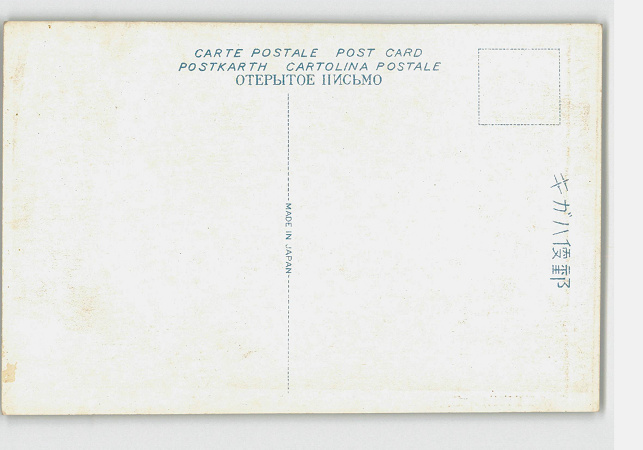 CARTE POSTALE POST CARD
POSTKARTH CARTOLINA POSTALE
ОТЕРЫТОЕ ПИСЬМО
MADE IN JAPAN
郵便ハガキ